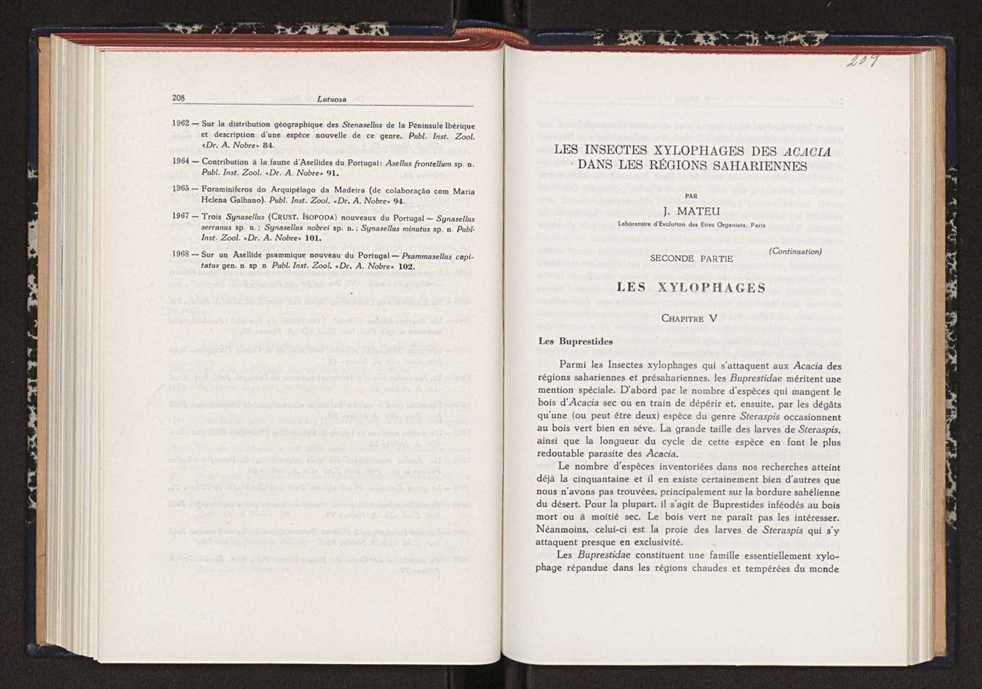 208
Lutuosa
1962 — Sur la distribution géographique des Stenasellus de la Péninsule Ibérique
et description d'une espèce nouvelle de ce genre. Publ. Inst. Zool.
«Dr. A. Nobre» 84.
1964 — Contribution à la faune d'Asellides du Portugal: Asellus frontellum sp. n.
Publ. Inst. Zool. «Dr. A. Nobre» 91.
1965 — Foraminíferos do Arquipélago da Madeira (de colaboração com Maria
Helena Galhano). Publ. Inst. Zool. «Dr. A. Nobre» 94.
1967 — Trois Synasellus (CRUST. ISOPODA) nouveaux du Portugal — Synasellus
serranus sp. n.; Synasellus nobrei sp. n.; Synasellus minutus sp. n. Publ-
Inst. Zool. «Dr. A. Nobre» 101.
1968 — Sur un Asellide psammique nouveau du Portugal — Psammasellus capi-
tatus gen. n. sp n Publ. Inst. Zool. «Dr. A. Nobre» 102.
209
LES INSECTES XYLOPHAGES DES ACACIA
DANS LES RÉGIONS SAHARIENNES
PAR
J. MATEU
Laboratoire d'Evolution des Etres Organisés, Paris
(Continuation)
SECONDE PARTIE
LES XYLOPHAGES
CHAPITRE V
Les Buprestides
Parmi les Insectes xylophages qui s'attaquent aux Acacia des
régions sahariennes et présahariennes, les Buprestidae méritent une
mention spéciale. D'abord par le nombre d'espèces qui mangent le
bois d'Acacia sec ou en train de dépérir et, ensuite, par les dégâts
qu'une (ou peut être deux) espèce du genre Steraspis occasionnent
au bois vert bien en séve. La grande taille des larves de Steraspis,
ainsi que la longueur du cycle de cette espèce en font le plus
redoutable parasite des Acacia.
Le nombre d'espèces inventoriées dans nos recherches atteint
déjà la cinquantaine et il en existe certainement bien d'autres que
nous n'avons pas trouvées, principalement sur la bordure sahélienne
du désert. Pour la plupart, il s'agit de Buprestides inféodés au bois
mort ou à moitié sec. Le bois vert ne paraît pas les intéresser.
Néanmoins, celui-ci est la proie des larves de Steraspis qui s'y
attaquent presque en exclusivité.
Les Buprestidae constituent une famille essentiellement xylo-
phage répandue dans les régions chaudes et tempérées du monde